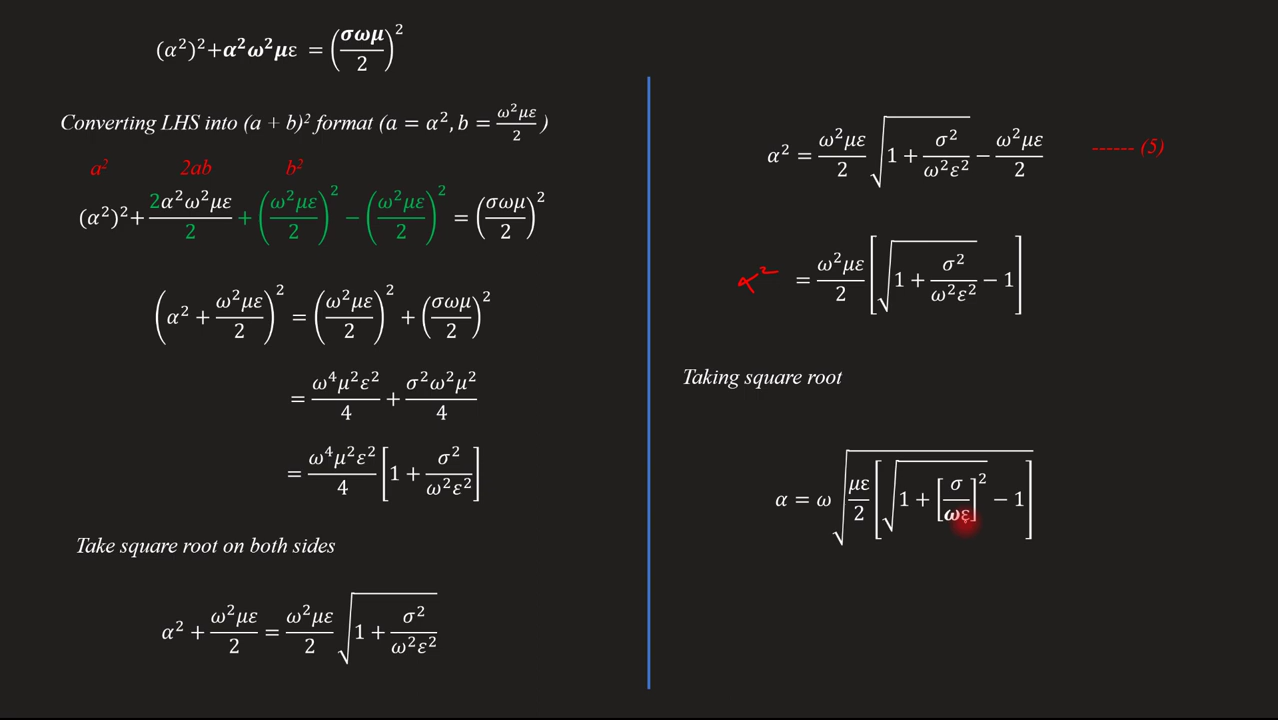 (α²)²+α²ω²με = (σωμ/2)²
Converting LHS into (a + b)² format (a = α², b = ω²με/2 )
a² 2ab b²
(α²)²+ 2α²ω²με/2 + (ω²με/2)² − (ω²με/2)² = (σωμ/2)²
(α² + ω²με/2)² = (ω²με/2)² + (σωμ/2)²
= ω⁴μ²ε²/4 + σ²ω²μ²/4
= ω⁴μ²ε²/4 [1 + σ²/ω²ε²]
Take square root on both sides
α² + ω²με/2 = ω²με/2 √(1 + σ²/ω²ε²)
α² = ω²με/2 √(1 + σ²/ω²ε²) − ω²με/2 ------ (5)
α² = ω²με/2 [√(1 + σ²/ω²ε²) − 1]
Taking square root
α = ω √(με/2 [√(1 + [σ/ωε]²) − 1])